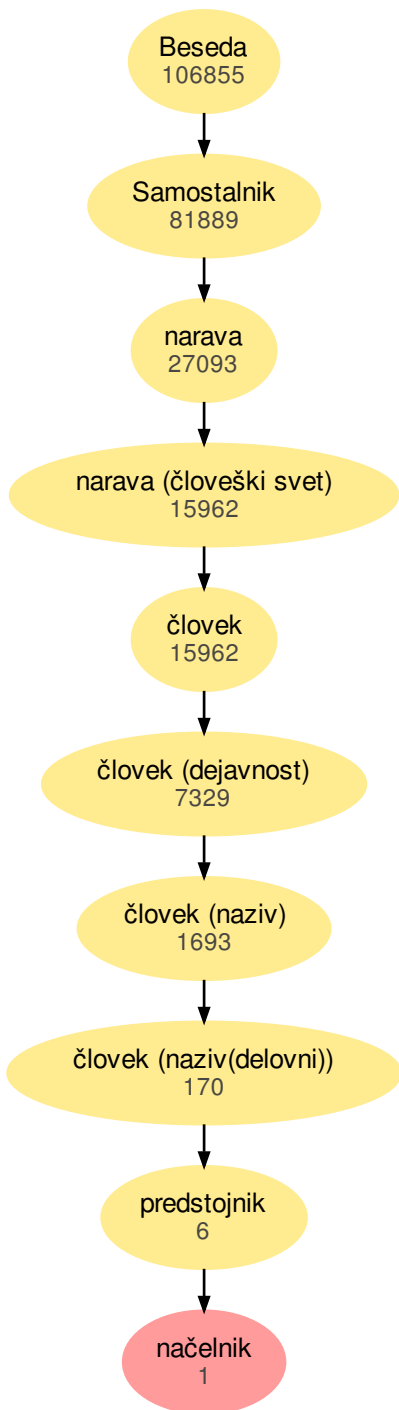 Beseda
106855
Samostalnik
81889
narava
27093
narava (človeški svet)
15962
človek
15962
človek (dejavnost)
7329
človek (naziv)
1693
človek (naziv(delovni))
170
predstojnik
6
načelnik
1